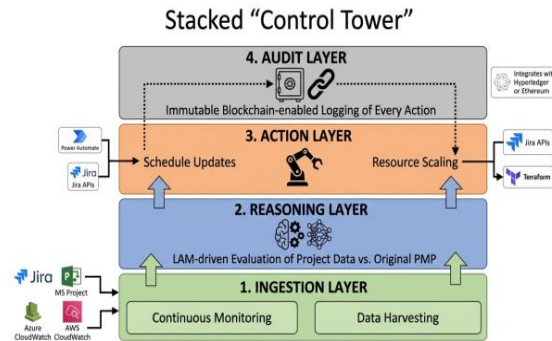 Stacked “Control Tower”
4. AUDIT LAYER
Immutable Blockchain-enabled Logging of Every Action
Integrates with
Hyperledger
or Ethereum
3. ACTION LAYER
Power Automate
Jira
Jira APIs
Schedule Updates
Resource Scaling
Jira APIs
Terraform
2. REASONING LAYER
LAM-driven Evaluation of Project Data vs. Original PMP
1. INGESTION LAYER
Jira
MS Project
Azure
CloudWatch
AWS
CloudWatch
Continuous Monitoring
Data Harvesting